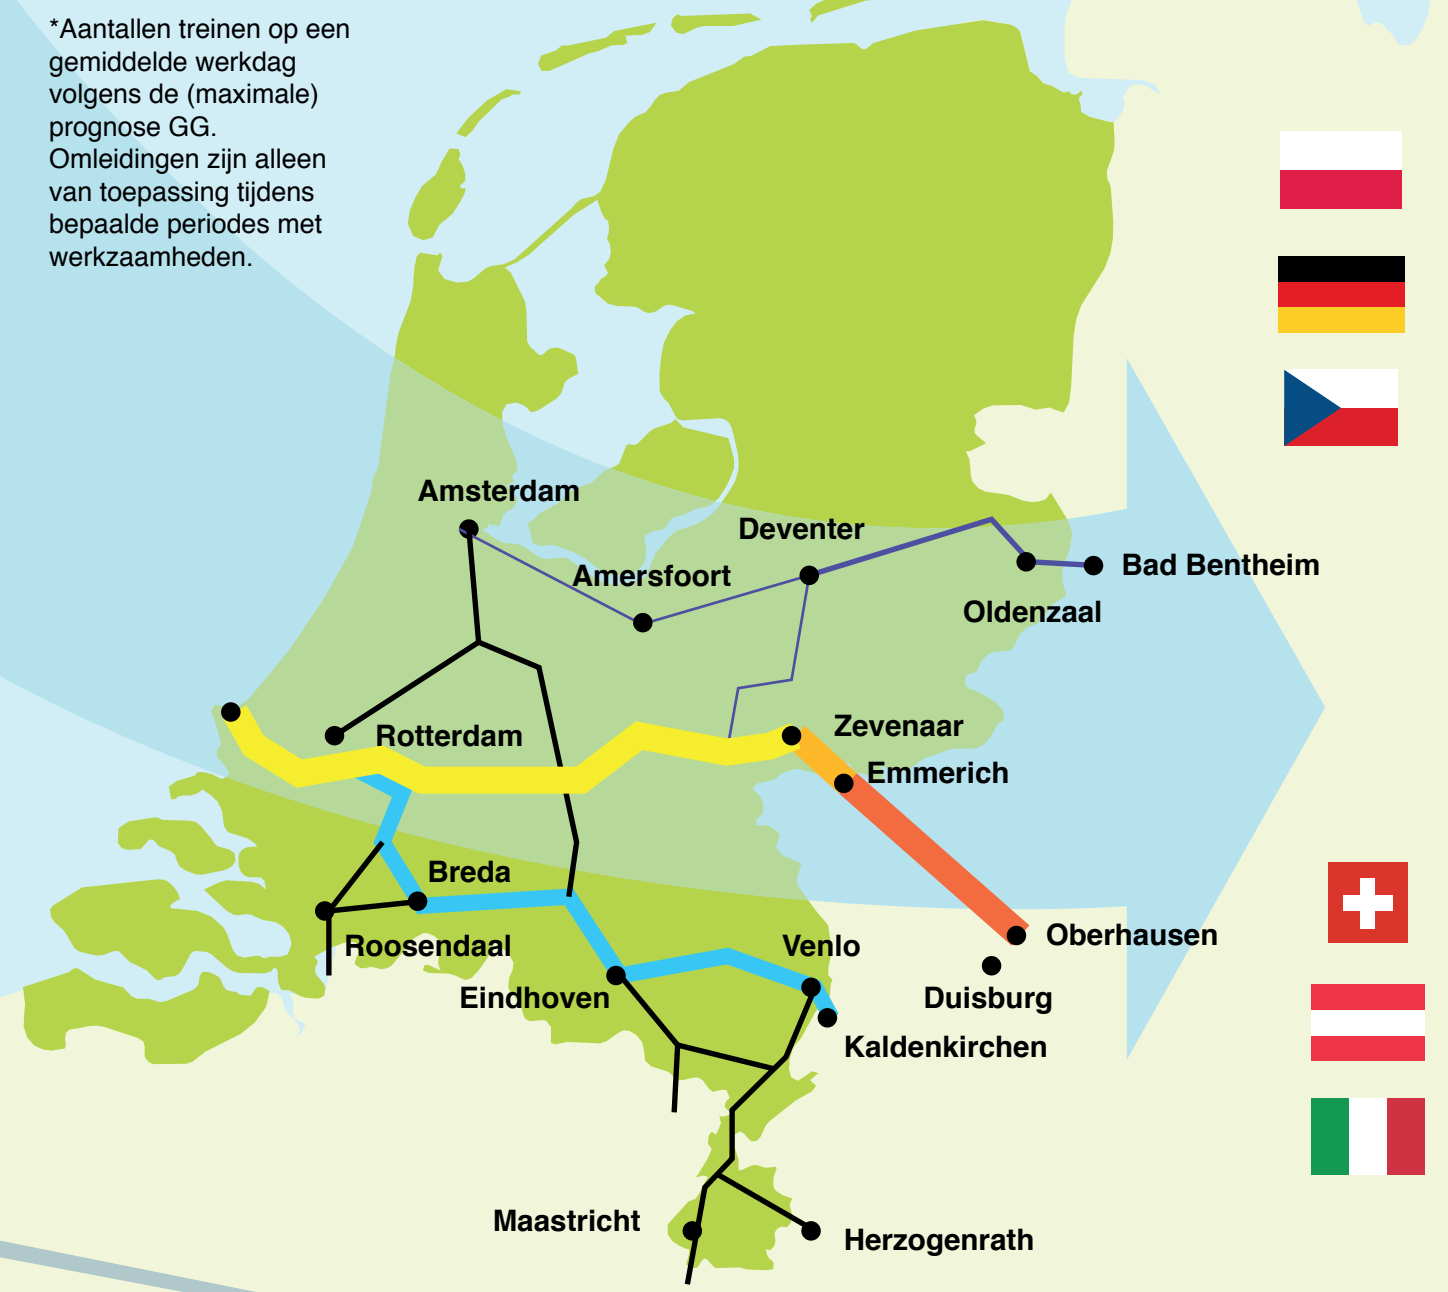 *Aantallen treinen op een
gemiddelde werkdag
volgens de (maximale)
prognose GG.
Omleidingen zijn alleen
van toepassing tijdens
bepaalde periodes met
werkzaamheden.
Amsterdam
Deventer
Amersfoort
Bad Bentheim
Oldenzaal
Rotterdam
Zevenaar
Emmerich
Breda
Roosendaal
Venlo
Oberhausen
Eindhoven
Duisburg
Kaldenkirchen
Maastricht
Herzogenrath